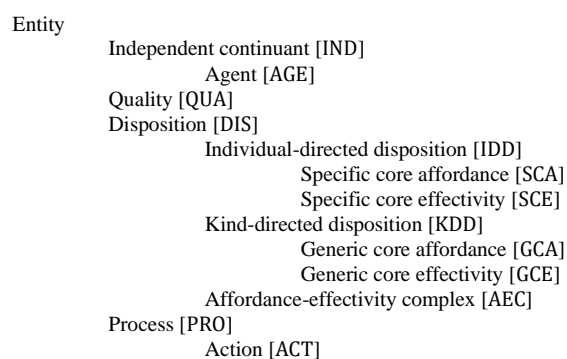 Entity
Independent continuant [IND]
Agent [AGE]
Quality [QUA]
Disposition [DIS]
Individual-directed disposition [IDD]
Specific core affordance [SCA]
Specific core effectivity [SCE]
Kind-directed disposition [KDD]
Generic core affordance [GCA]
Generic core effectivity [GCE]
Affordance-effectivity complex [AEC]
Process [PRO]
Action [ACT]